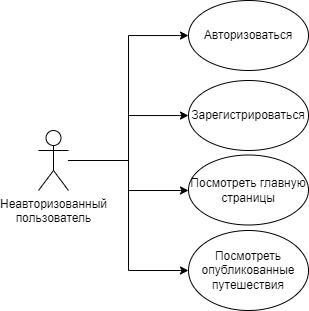 Авторизоваться
Зарегистрироваться
Неавторизованный
пользователь
Посмотреть главную
страницы
Посмотреть
опубликованные
путешествия